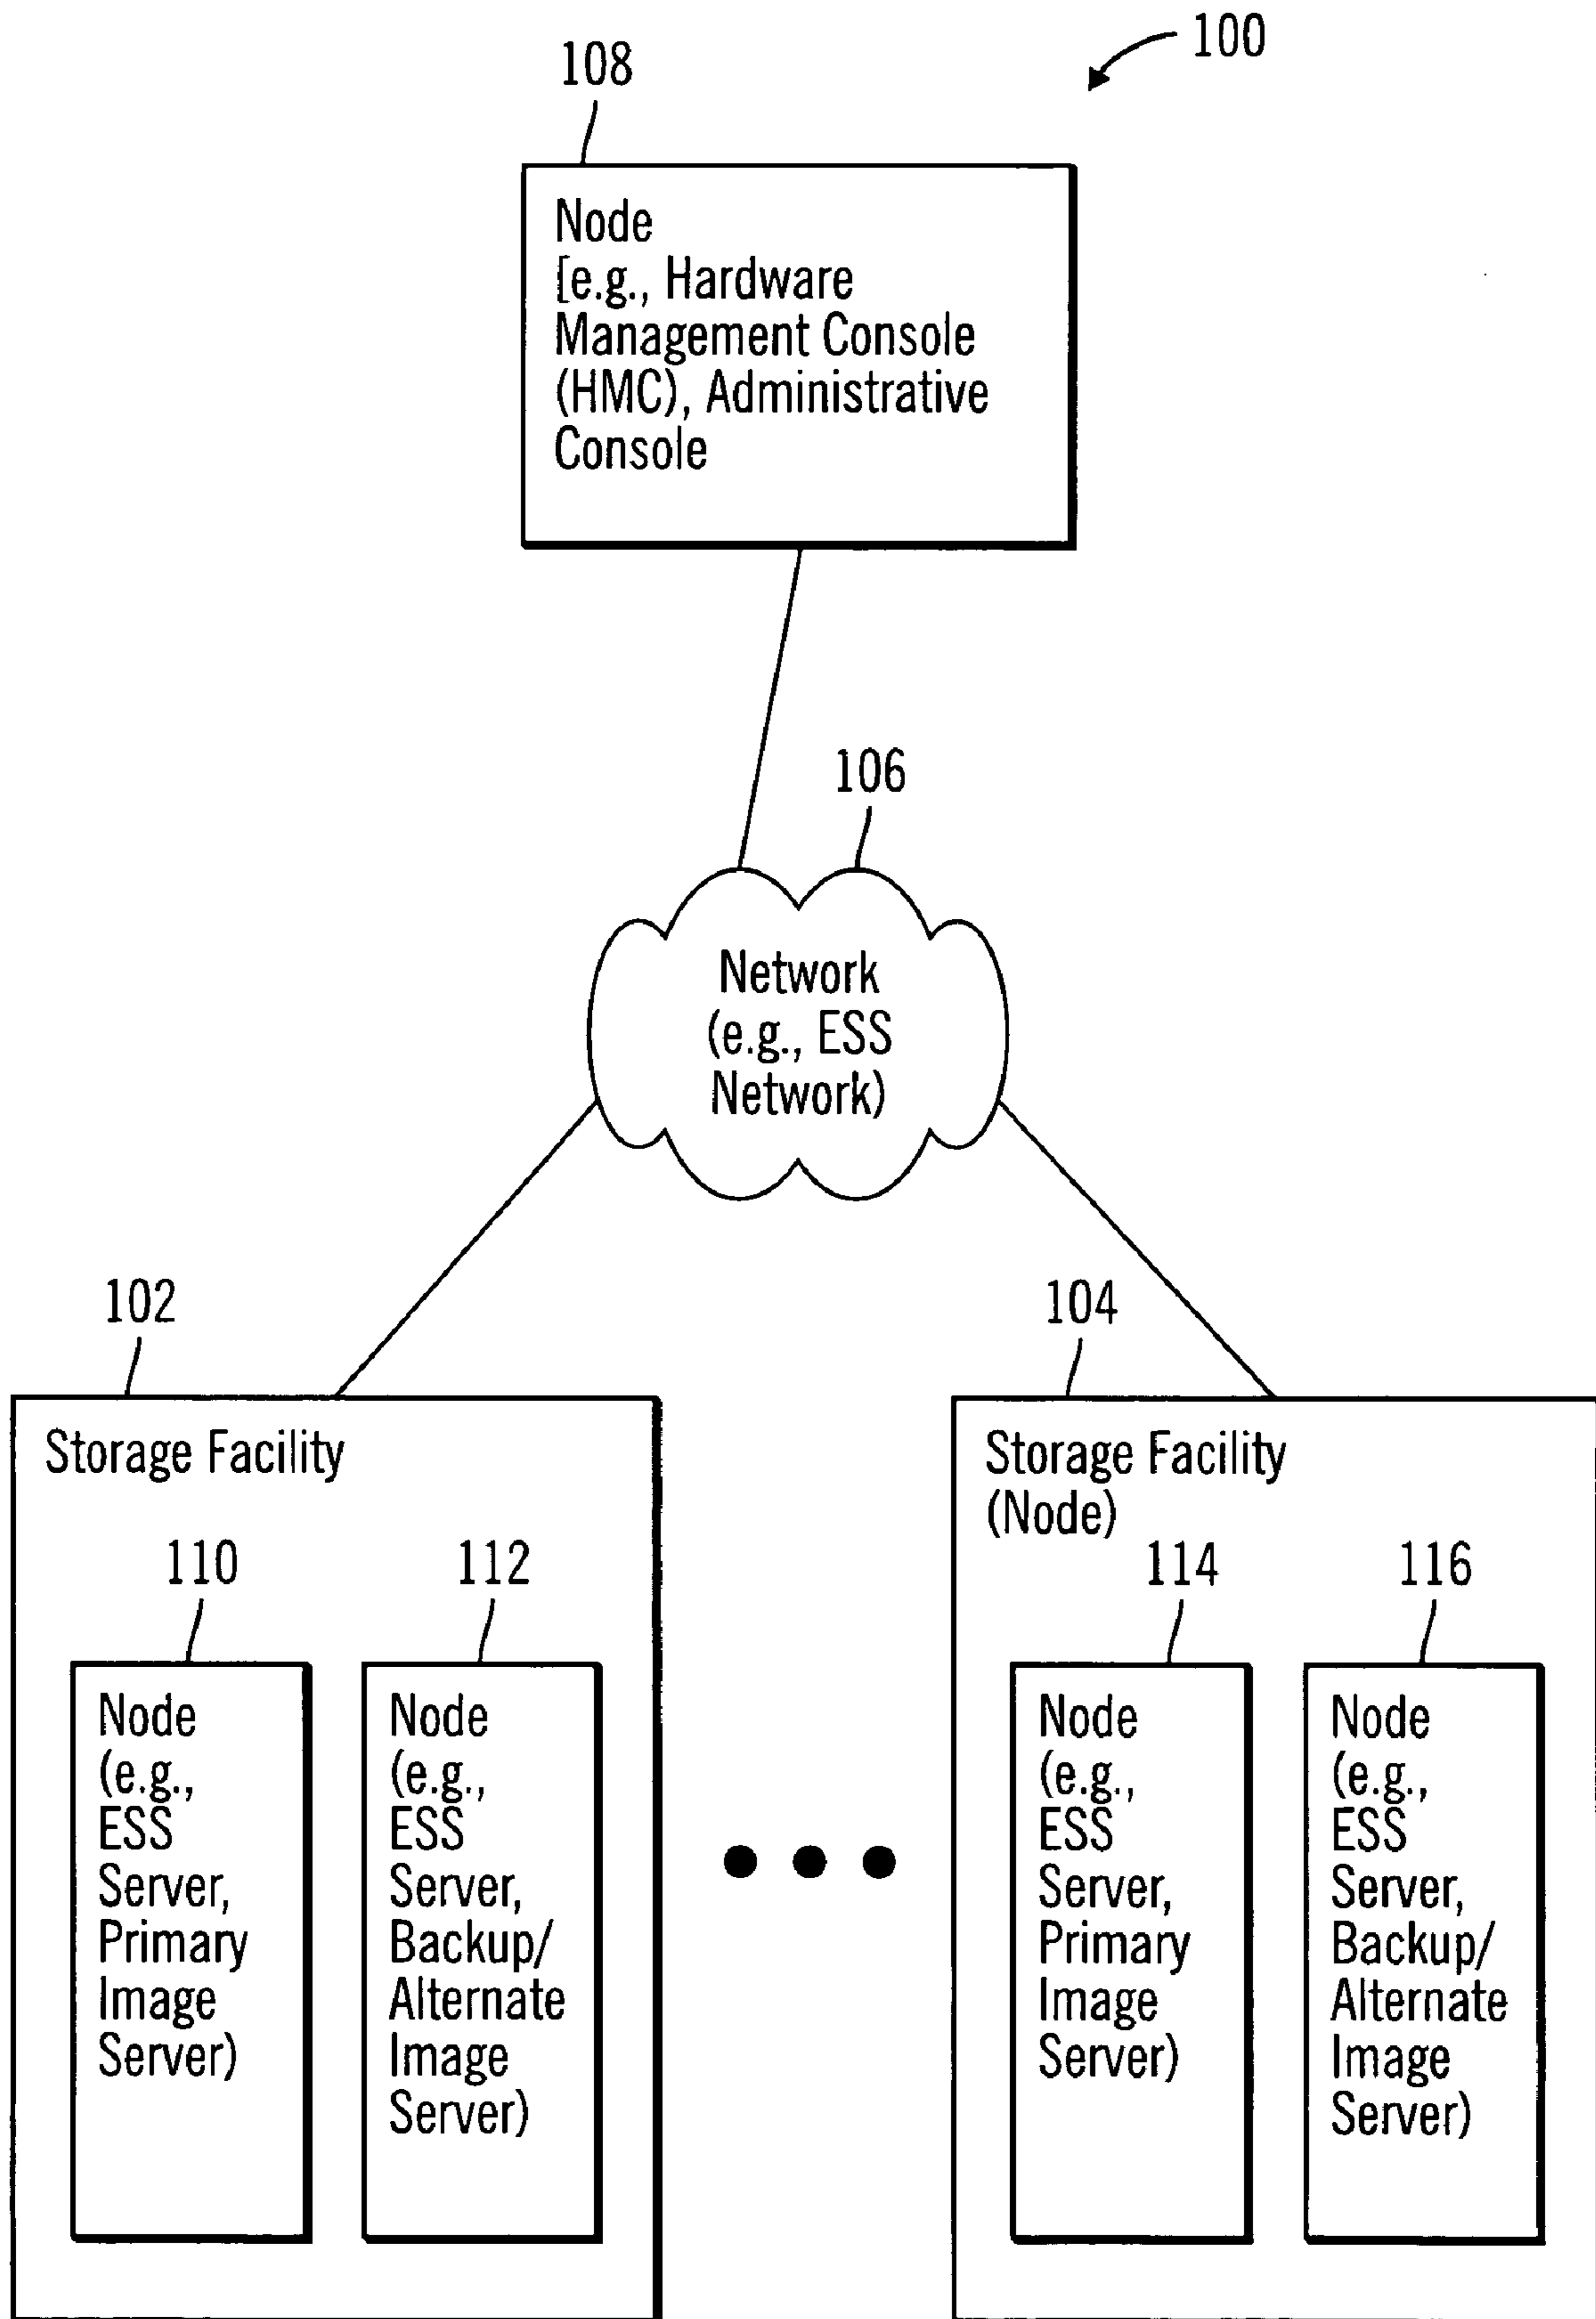 100
108
Node
[e.g., Hardware
Management Console
(HMC), Administrative
Console
106
Network
(e.g., ESS
Network)
102
Storage Facility
110
Node
(e.g.,
ESS
Server,
Primary
Image
Server)
112
Node
(e.g.,
ESS
Server,
Backup/
Alternate
Image
Server)
104
Storage Facility
(Node)
114
Node
(e.g.,
ESS
Server,
Primary
Image
Server)
116
Node
(e.g.,
ESS
Server,
Backup/
Alternate
Image
Server)